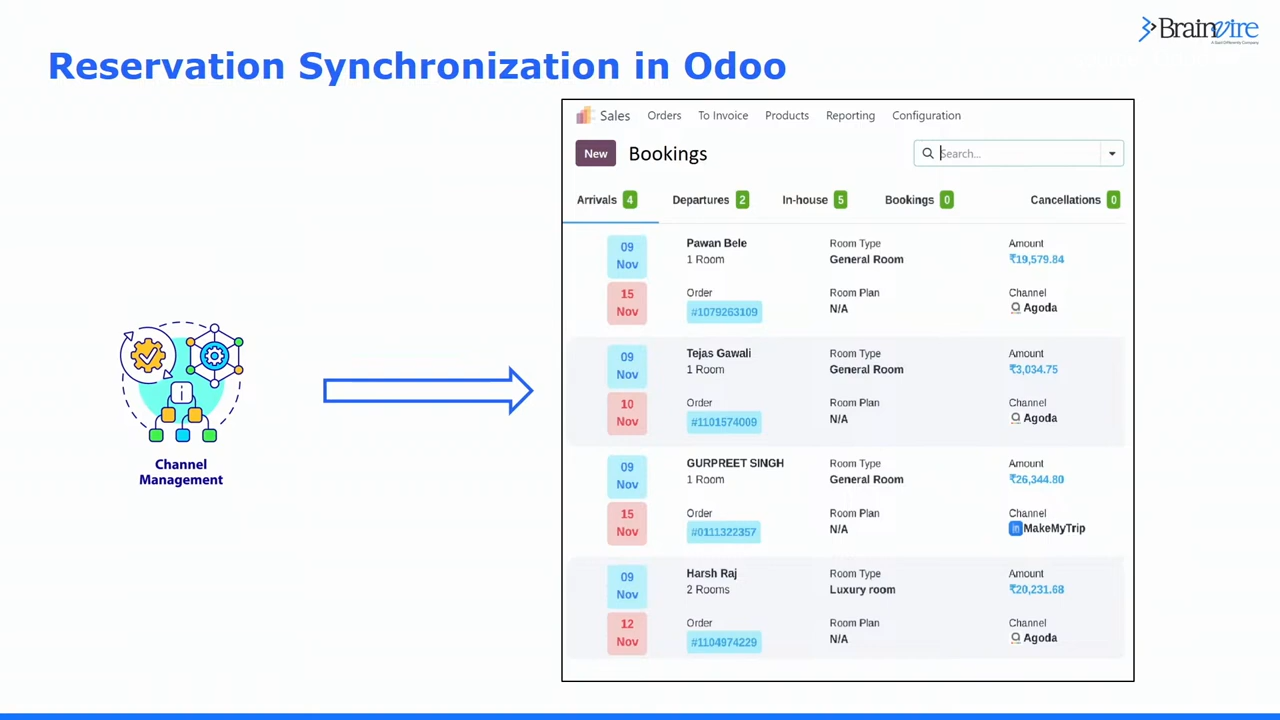 Brainvire
Reservation Synchronization in Odoo
Sales Orders To Invoice Products Reporting Configuration
New Bookings Search...
Arrivals 4 Departures 2 In-house 5 Bookings 0 Cancellations 0
09 Nov Pawan Bele Room Type Amount
1 Room General Room ₹19,579.84
15 Nov Order Room Plan Channel
#1079263109 N/A Agoda
09 Nov Tejas Gawali Room Type Amount
1 Room General Room ₹3,034.75
10 Nov Order Room Plan Channel
#1101574009 N/A Agoda
09 Nov GURPREET SINGH Room Type Amount
1 Room General Room ₹26,344.80
15 Nov Order Room Plan Channel
#0111322357 N/A MakeMyTrip
09 Nov Harsh Raj Room Type Amount
2 Rooms Luxury room ₹20,231.68
12 Nov Order Room Plan Channel
#1104974229 N/A Agoda
Channel
Management